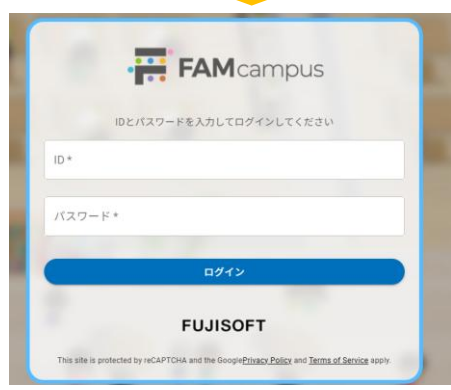 FAMcampus
IDとパスワードを入力してログインしてください
ID *
パスワード *
ログイン
FUJISOFT
This site is protected by reCAPTCHA and the GooglePrivacy Policy and Terms of Service apply.